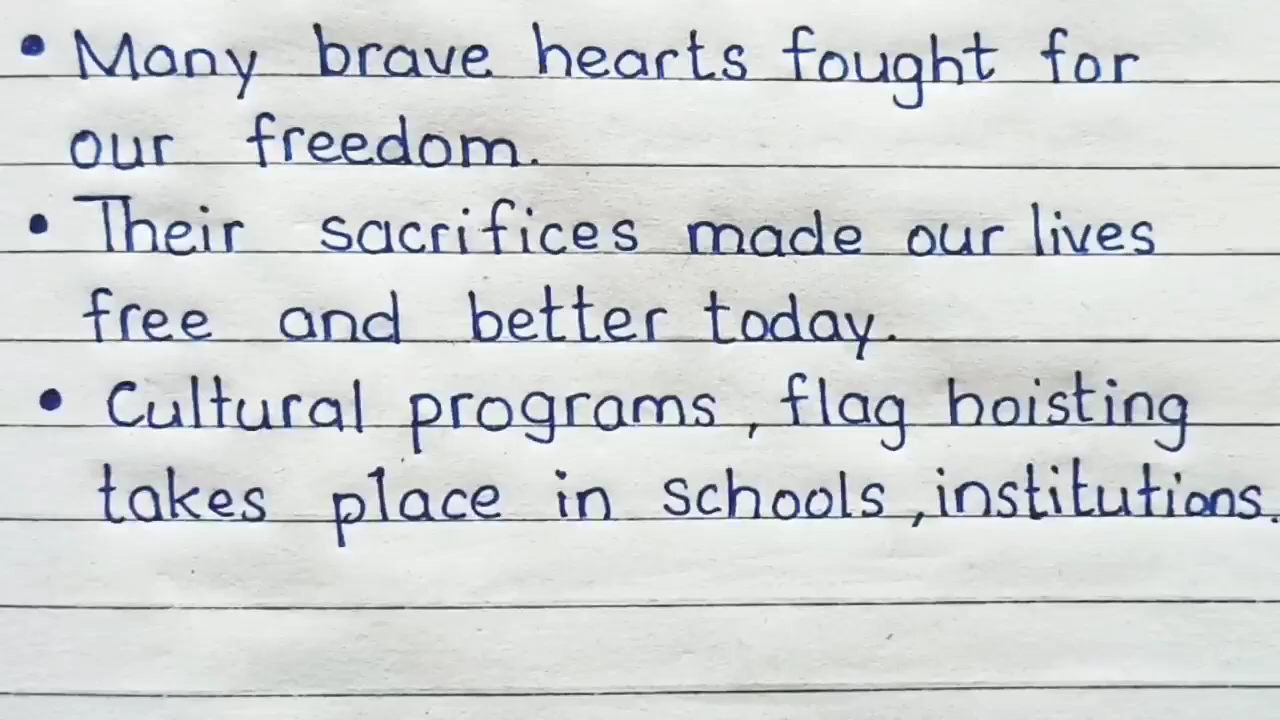 • Many brave hearts fought for
our freedom.
• Their sacrifices made our lives
free and better today.
• Cultural programs, flag hoisting
takes place in schools, institutions.